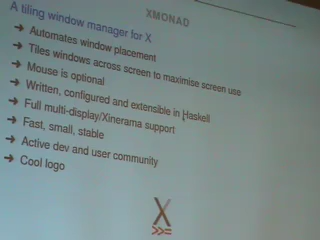 XMONAD
A tiling window manager for X
→ Automates window placement
→ Tiles windows across screen to maximise screen use
→ Mouse is optional
→ Written, configured and extensible in Haskell
→ Full multi-display/Xinerama support
→ Fast, small, stable
→ Active dev and user community
→ Cool logo
X
>>=